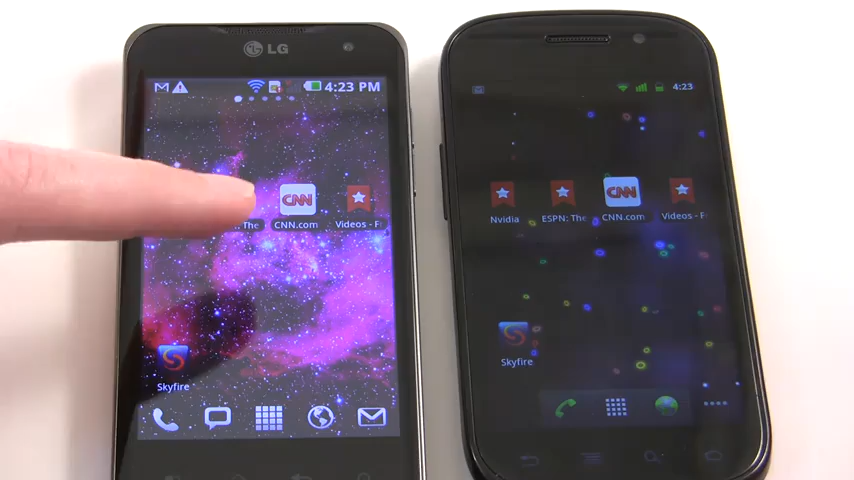 LG
4:23 PM
The
CNN
CNN.com
Videos - F
Skyfire
4:23
Nvidia
ESPN: The
CNN
CNN.com
Videos - F
Skyfire